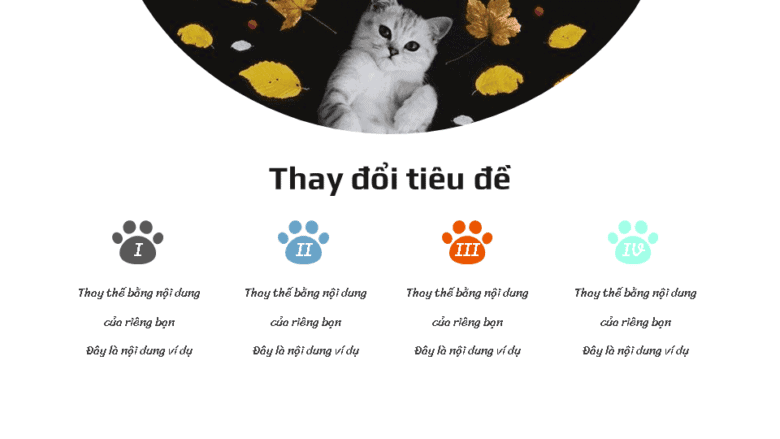 Thay đổi tiêu đề
I
II
III
IV
Thay thế bằng nội dung
của riêng bạn
Đây là nội dung ví dụ
Thay thế bằng nội dung
của riêng bạn
Đây là nội dung ví dụ
Thay thế bằng nội dung
của riêng bạn
Đây là nội dung ví dụ
Thay thế bằng nội dung
của riêng bạn
Đây là nội dung ví dụ